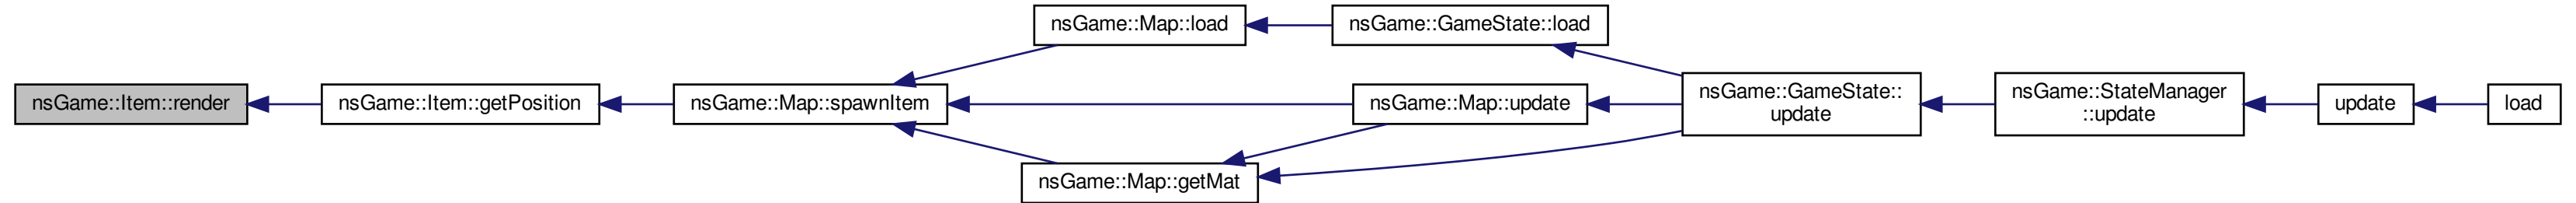 nsGame::Item::render
nsGame::Item::getPosition
nsGame::Map::spawnItem
nsGame::Map::load
nsGame::GameState::load
nsGame::Map::update
nsGame::Map::getMat
nsGame::GameState::
update
nsGame::StateManager
::update
update
load